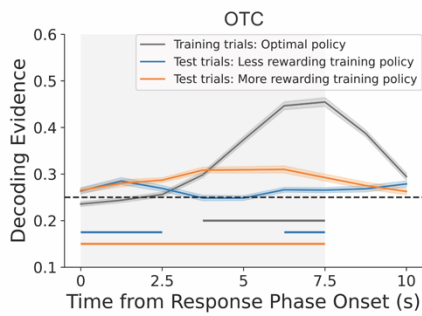 OTC
Training trials: Optimal policy
Test trials: Less rewarding training policy
Test trials: More rewarding training policy
Decoding Evidence
0.6
0.5
0.4
0.3
0.2
0.1
0
2.5
5
7.5
10
Time from Response Phase Onset (s)